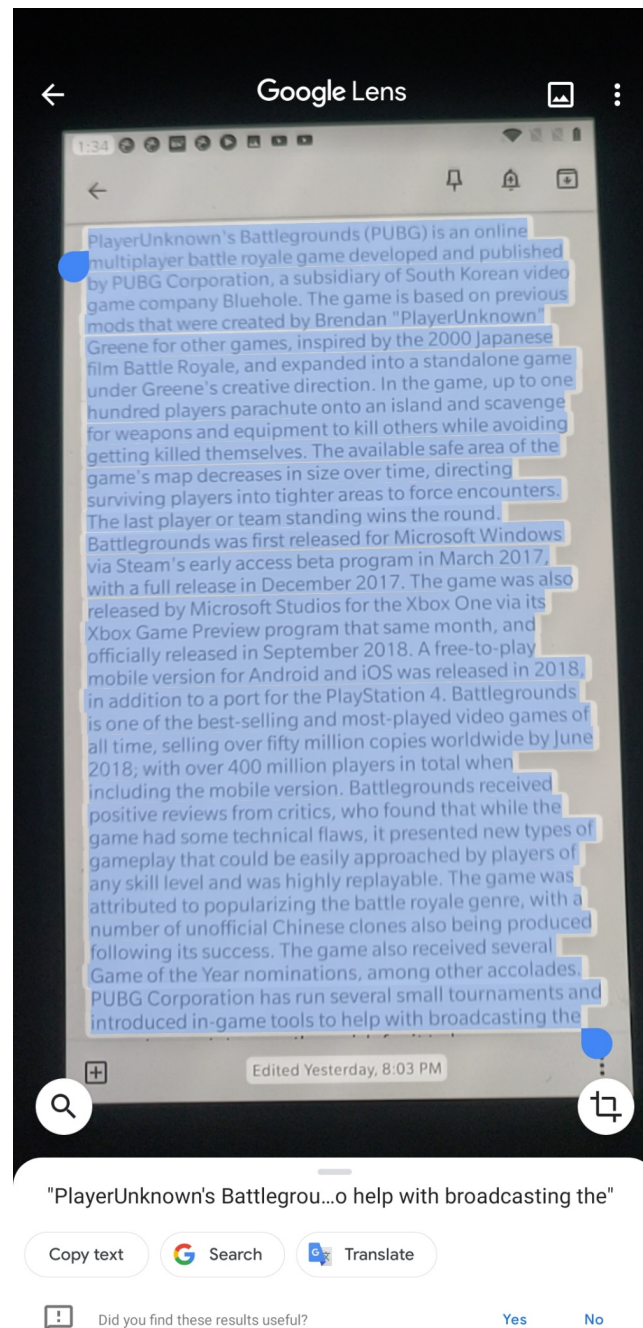 Google Lens
1:34
PlayerUnknown's Battlegrounds (PUBG) is an online
multiplayer battle royale game developed and published
by PUBG Corporation, a subsidiary of South Korean video
game company Bluehole. The game is based on previous
mods that were created by Brendan "PlayerUnknown"
Greene for other games, inspired by the 2000 Japanese
film Battle Royale, and expanded into a standalone game
under Greene's creative direction. In the game, up to one
hundred players parachute onto an island and scavenge
for weapons and equipment to kill others while avoiding
getting killed themselves. The available safe area of the
game's map decreases in size over time, directing
surviving players into tighter areas to force encounters.
The last player or team standing wins the round.
Battlegrounds was first released for Microsoft Windows
via Steam's early access beta program in March 2017,
with a full release in December 2017. The game was also
released by Microsoft Studios for the Xbox One via its
Xbox Game Preview program that same month, and
officially released in September 2018. A free-to-play
mobile version for Android and iOS was released in 2018,
in addition to a port for the PlayStation 4. Battlegrounds
is one of the best-selling and most-played video games of
all time, selling over fifty million copies worldwide by June
2018; with over 400 million players in total when
including the mobile version. Battlegrounds received
positive reviews from critics, who found that while the
game had some technical flaws, it presented new types of
gameplay that could be easily approached by players of
any skill level and was highly replayable. The game was
attributed to popularizing the battle royale genre, with a
number of unofficial Chinese clones also being produced
following its success. The game also received several
Game of the Year nominations, among other accolades.
PUBG Corporation has run several small tournaments and
introduced in-game tools to help with broadcasting the
Edited Yesterday, 8:03 PM
"PlayerUnknown's Battlegrou...o help with broadcasting the"
Copy text
Search
Translate
Did you find these results useful?
Yes
No